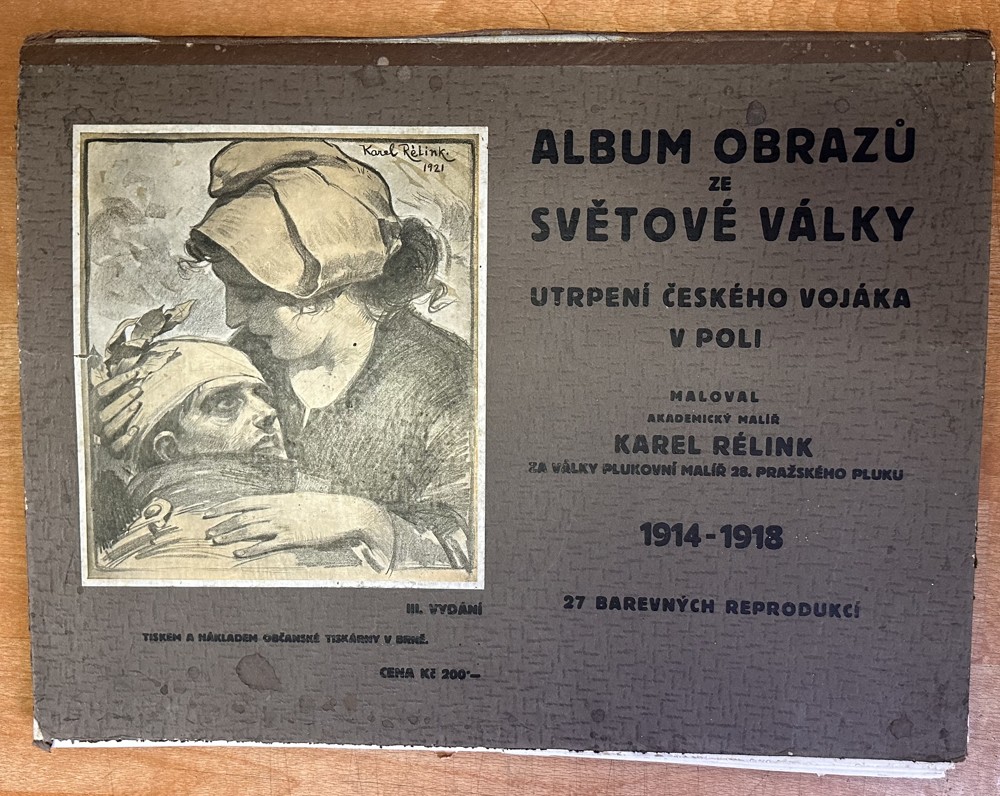 Karel Rélink.
1921
ALBUM OBRAZŮ
ZE
SVĚTOVÉ VÁLKY
UTRPENÍ ČESKÉHO VOJÁKA
V POLI
MALOVAL
AKADEMICKÝ MALÍŘ
KAREL RÉLINK
ZA VÁLKY PLUKOVNÍ MALÍŘ 28. PRAŽSKÉHO PLUKU
1914-1918
27 BAREVNÝCH REPRODUKCÍ
III. VYDÁNÍ
TISKEM A NÁKLADEM OBČANSKÉ TISKÁRNY V BRNĚ.
CENA Kč 200·—